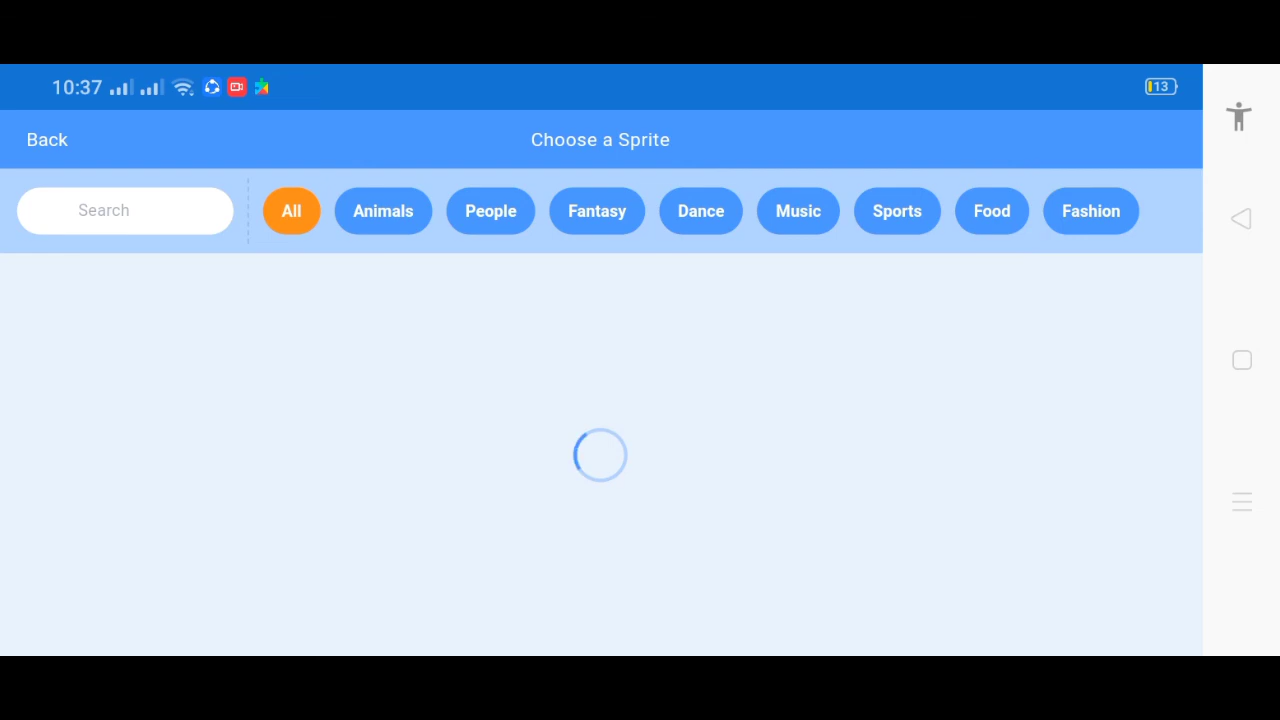 10:37 13
Back Choose a Sprite
Search All Animals People Fantasy Dance Music Sports Food Fashion